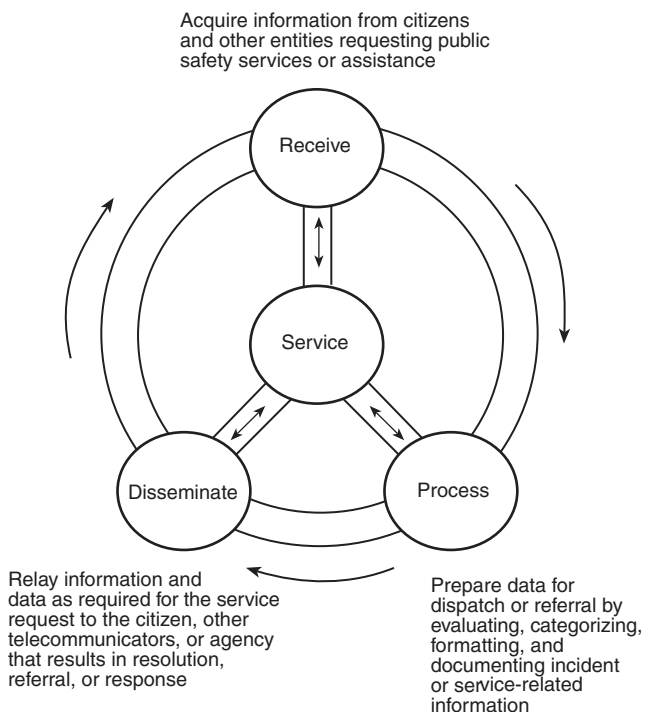 Acquire information from citizens
and other entities requesting public
safety services or assistance
Receive
Service
Disseminate
Process
Relay information and
data as required for the service
request to the citizen, other
telecommunicators, or agency
that results in resolution,
referral, or response
Prepare data for
dispatch or referral by
evaluating, categorizing,
formatting, and
documenting incident
or service-related
information